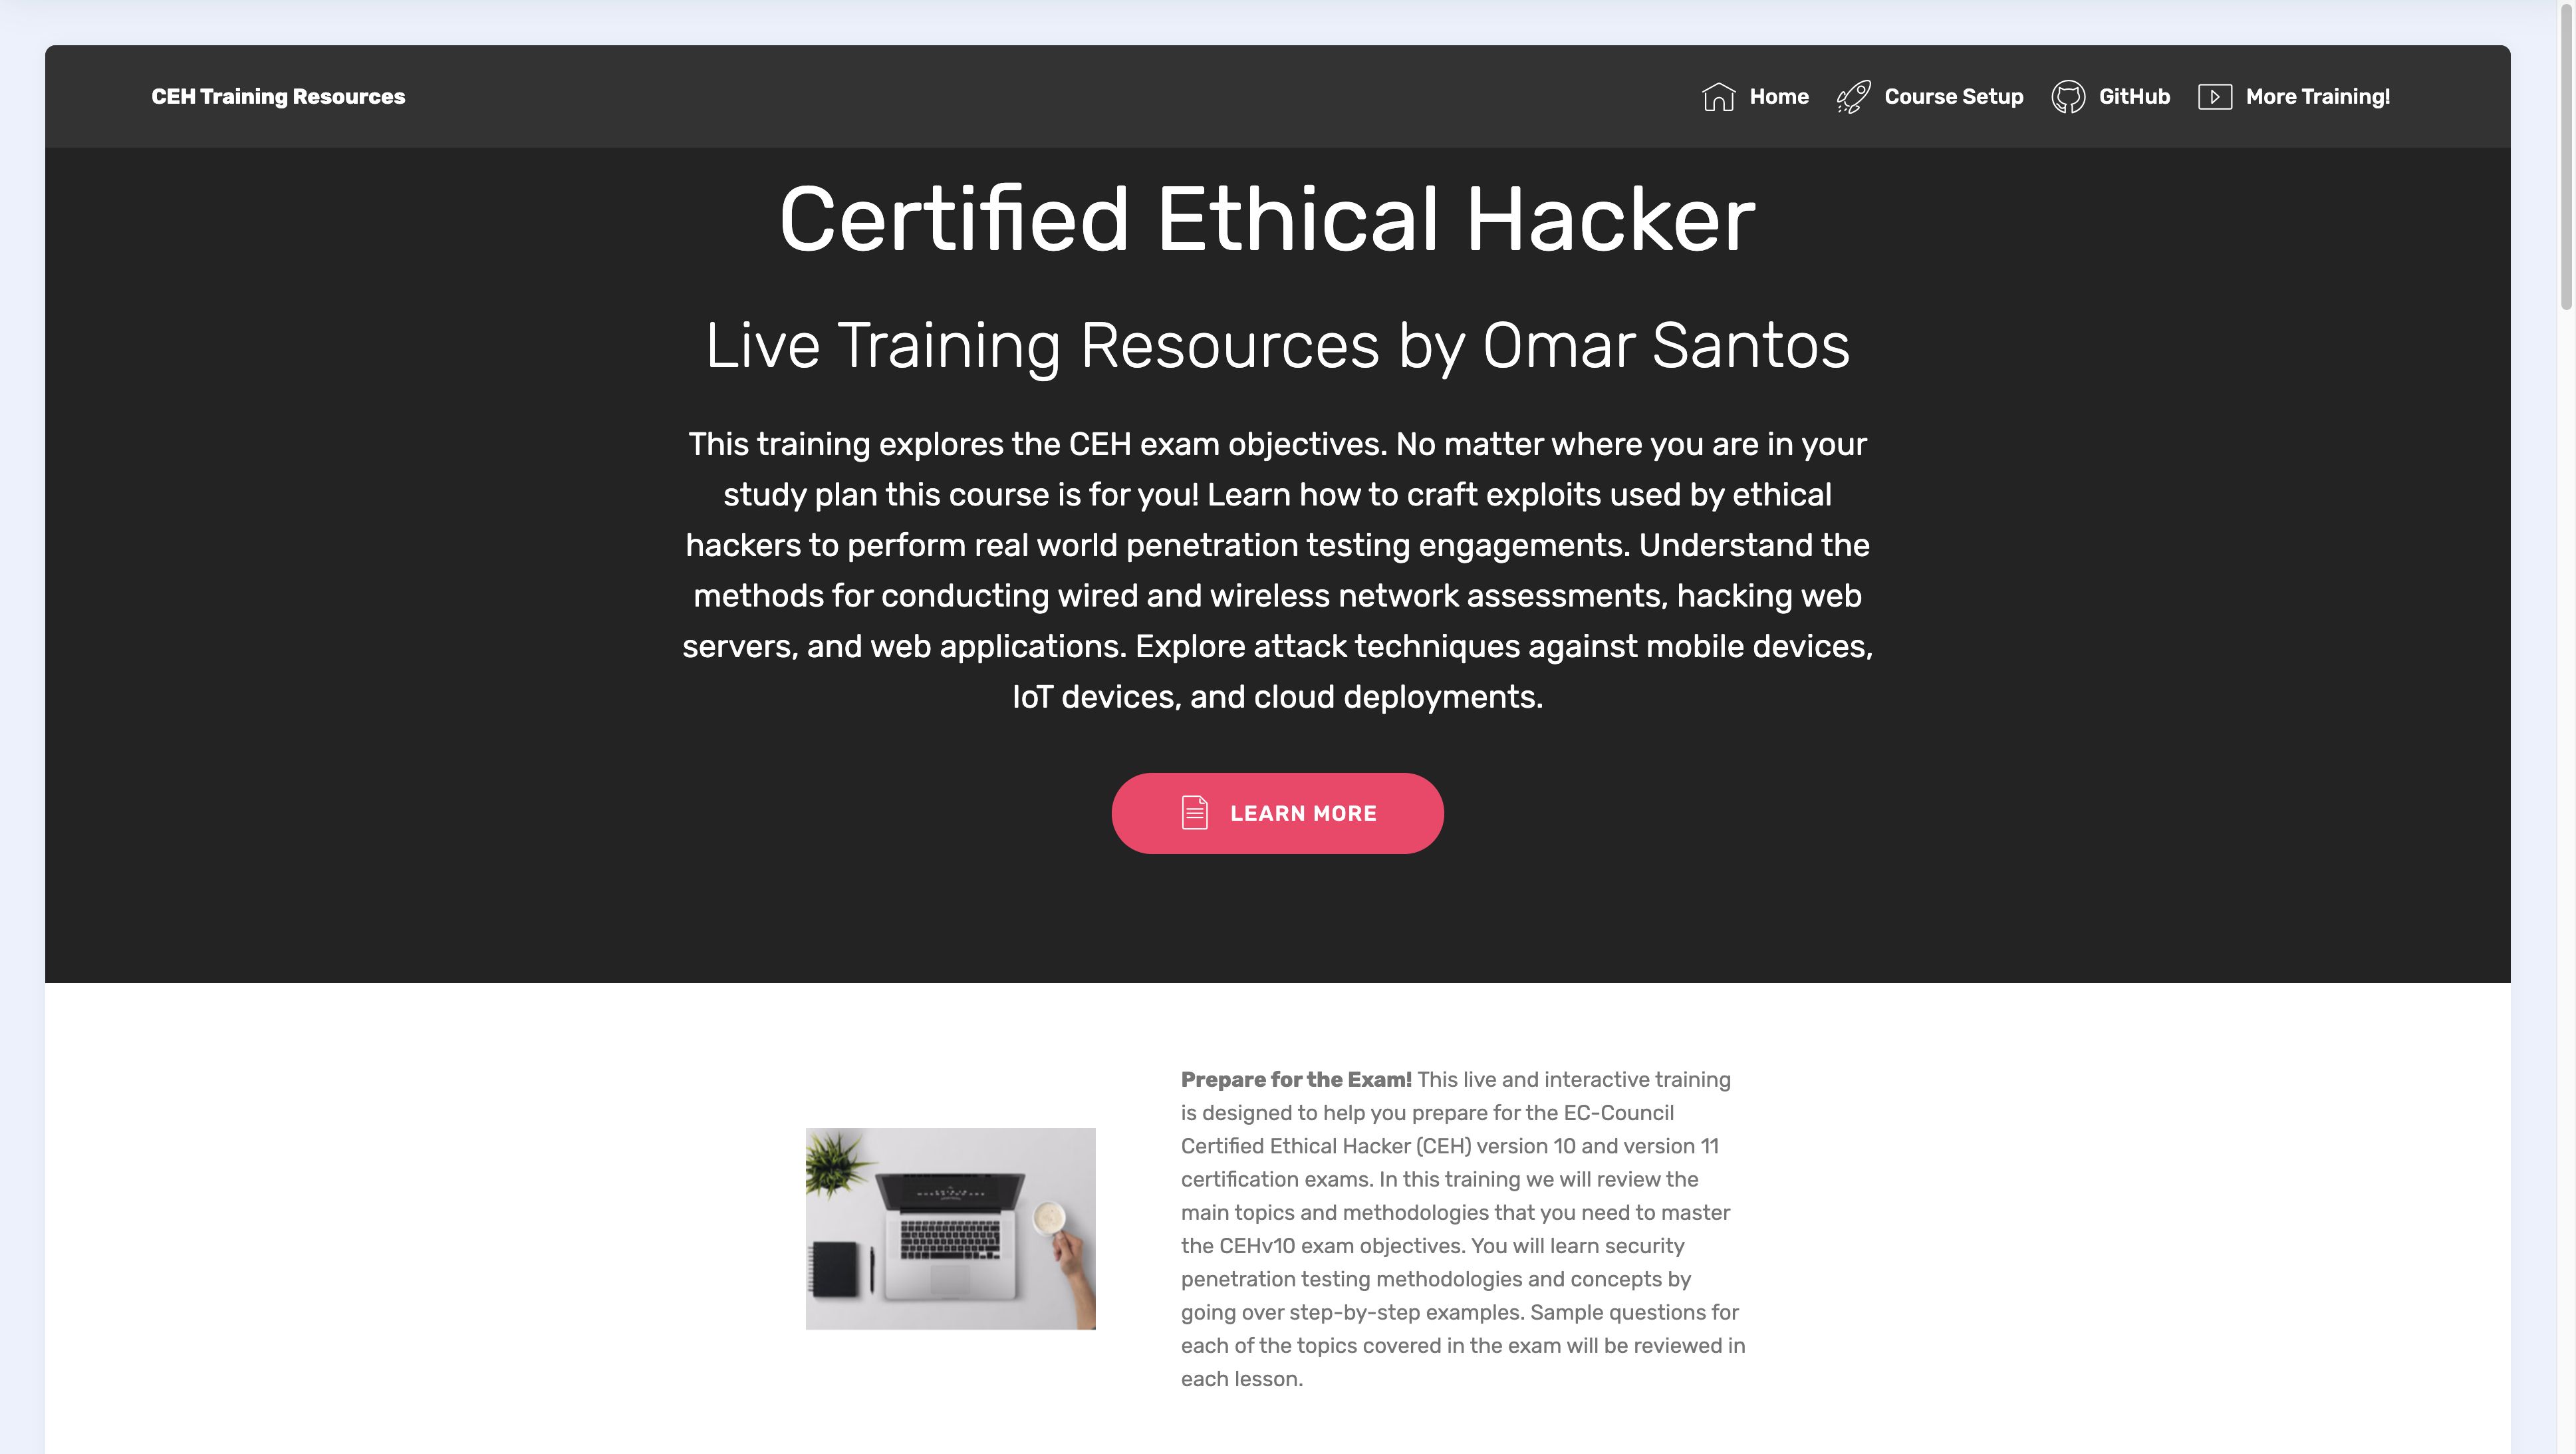 CEH Training Resources
Home
Course Setup
GitHub
More Training!
Certified Ethical Hacker
Live Training Resources by Omar Santos
This training explores the CEH exam objectives. No matter where you are in your
study plan this course is for you! Learn how to craft exploits used by ethical
hackers to perform real world penetration testing engagements. Understand the
methods for conducting wired and wireless network assessments, hacking web
servers, and web applications. Explore attack techniques against mobile devices,
IoT devices, and cloud deployments.
LEARN MORE
Prepare for the Exam! This live and interactive training
is designed to help you prepare for the EC-Council
Certified Ethical Hacker (CEH) version 10 and version 11
certification exams. In this training we will review the
main topics and methodologies that you need to master
the CEHv10 exam objectives. You will learn security
penetration testing methodologies and concepts by
going over step-by-step examples. Sample questions for
each of the topics covered in the exam will be reviewed in
each lesson.